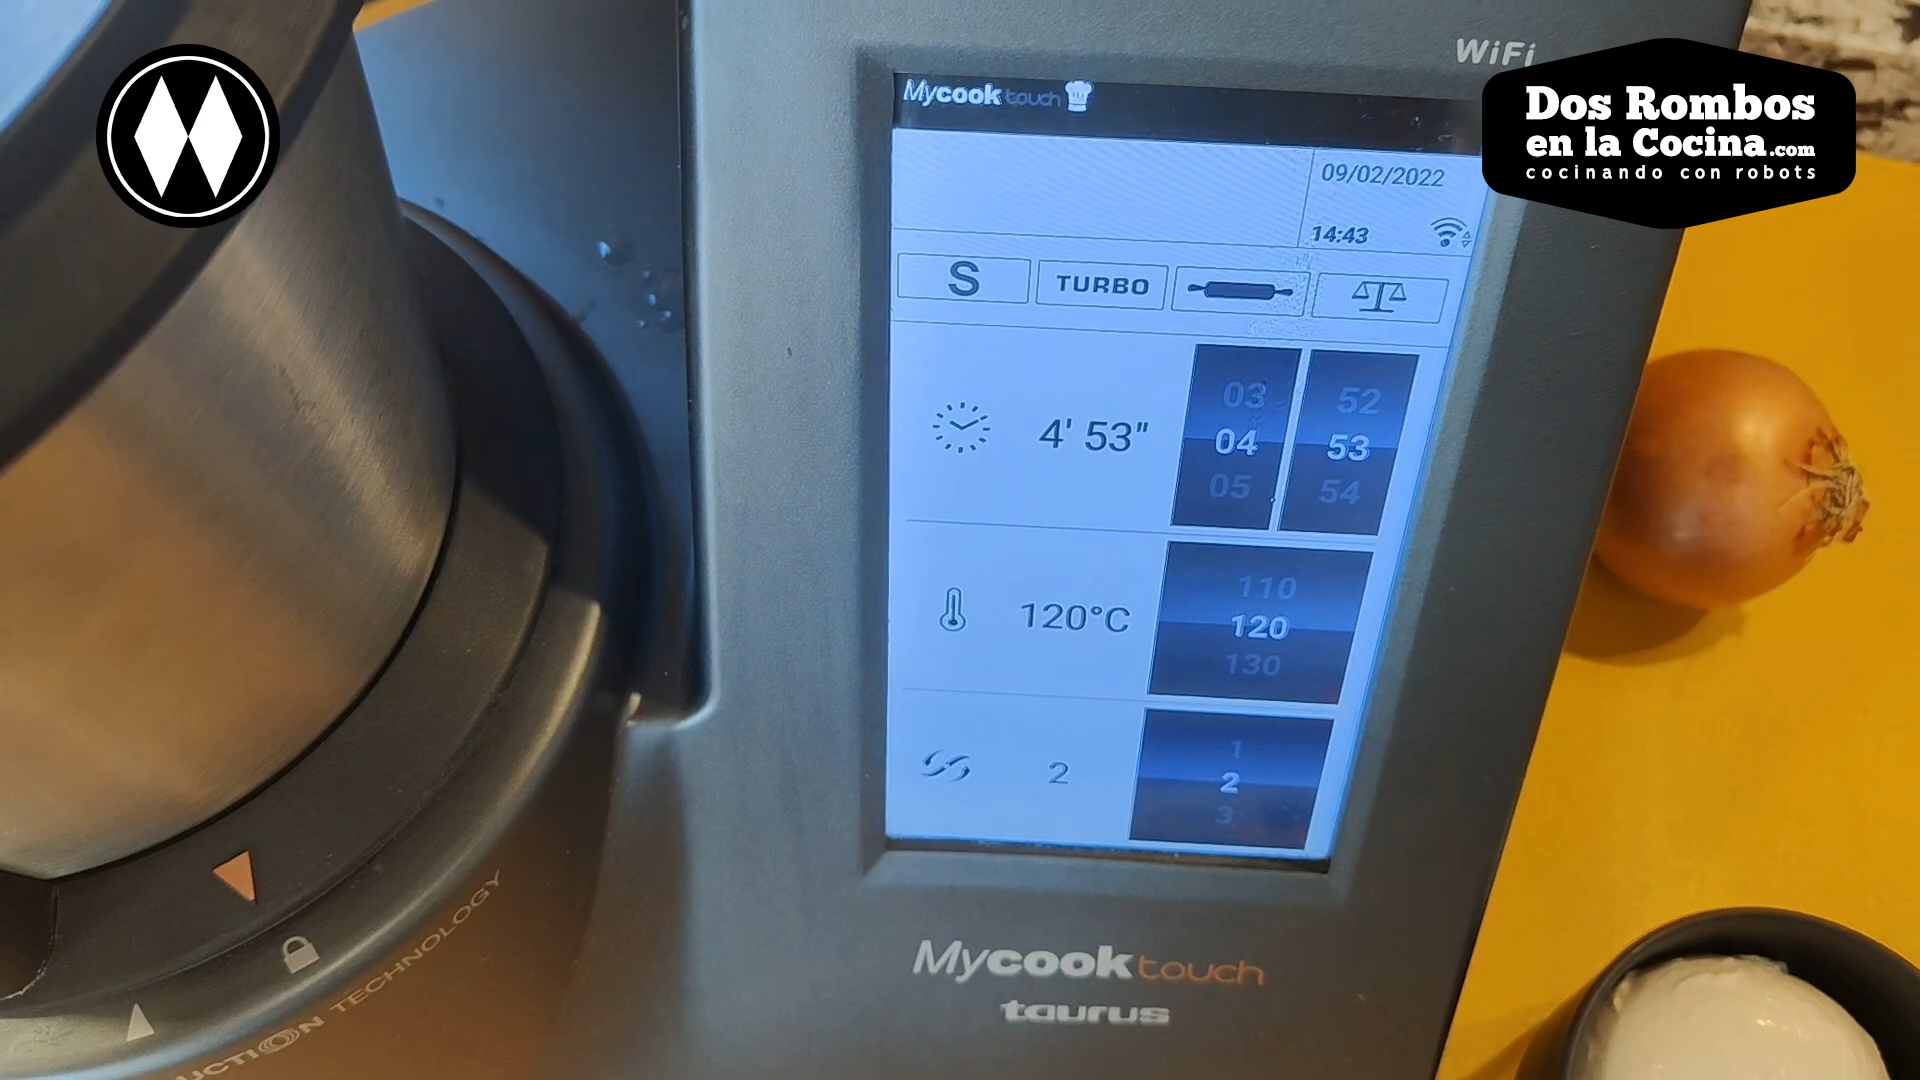 WiFi
Dos Rombos
en la Cocina.com
cocinando con robots
Mycook touch
09/02/2022
14:43
S
TURBO
4' 53"
03 52
04 53
05 54
120°C
110
120
130
2
1
2
3
Mycook touch
taurus
UCTION TECHNOLOGY